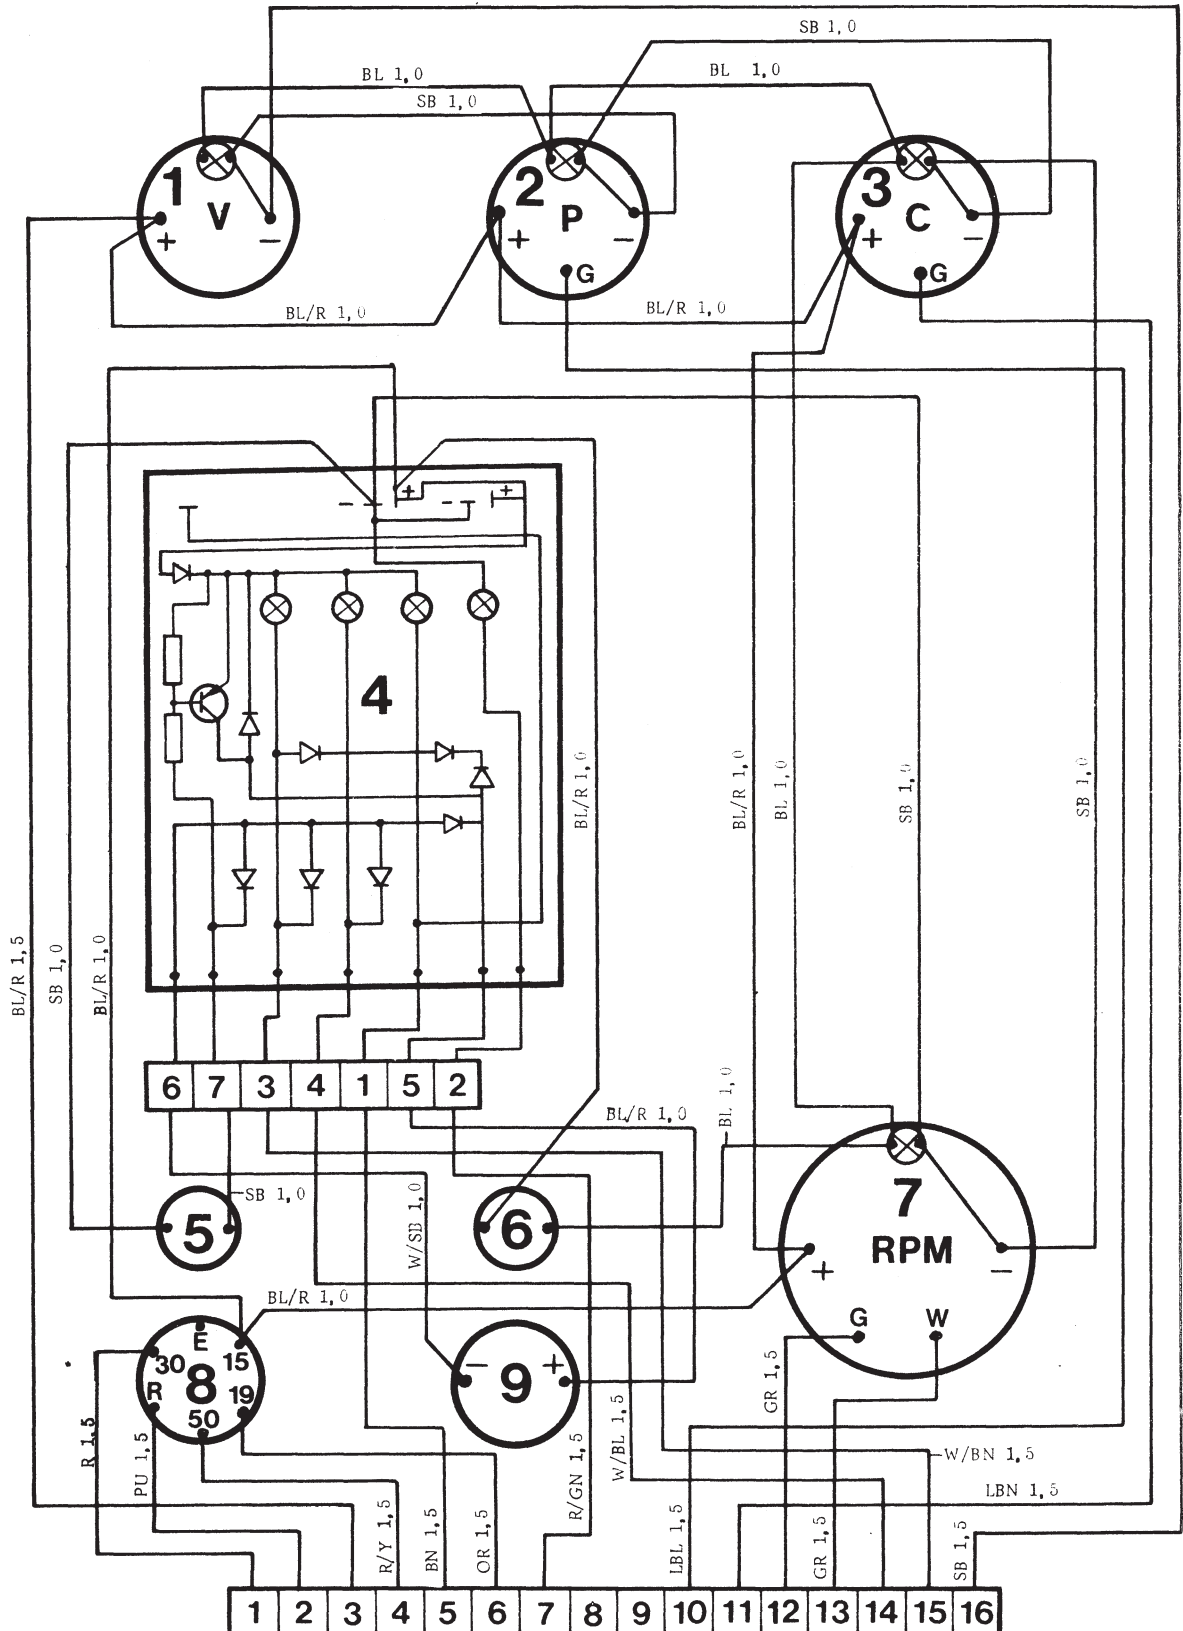 SB 1,0
BL 1,0
BL 1,0
SB 1,0
1
V
+
-
2
P
+
-
G
3
C
+
-
G
BL/R 1,0
BL/R 1,0
-
+
-
+
4
BL/R 1,5
SB 1,0
BL/R 1,0
BL/R 1,0
BL/R 1,0
BL 1,0
SB 1,0
SB 1,0
6 7 3 4 1 5 2
BL/R 1,0
BL 1,0
5
SB 1,0
W/SB 1,0
6
7
RPM
+
-
G
W
BL/R 1,0
E
30
15
R
8
19
50
-
+
9
R 1,5
PU 1,5
R/Y 1,5
BN 1,5
OR 1,5
R/GN 1,5
W/BL 1,5
LBL 1,5
GR 1,5
GR 1,5
W/BN 1,5
LBN 1,5
SB 1,5
1 2 3 4 5 6 7 8 9 10 11 12 13 14 15 16